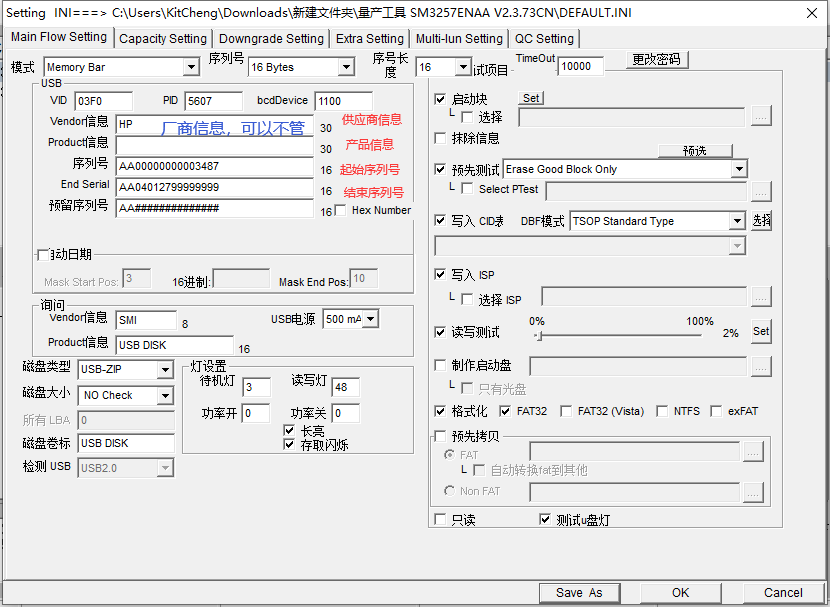 Setting INI===> C:\Users\KitCheng\Downloads\新建文件夹\量产工具 SM3257ENAA V2.3.73CN\DEFAULT.INI
Main Flow Setting Capacity Setting Downgrade Setting Extra Setting Multi-lun Setting QC Setting
模式 Memory Bar 序列号 16 Bytes 序列号长度 16
USB
VID 03F0 PID 5607 bcdDevice 1100
Vendor信息 HP 厂商信息，可以不管 30 供应商信息
Product信息 30 产品信息
序列号 AA00000000003487 16 起始序列号
End Serial AA04012799999999 16 结束序列号
预留序列号 AA############## 16 Hex Number
自动日期
Mask Start Pos: 3 16进制: Mask End Pos: 10
询问
Vendor信息 SMI 8 USB电源 500 mA
Product信息 USB DISK 16
磁盘类型 USB-ZIP
磁盘大小 NO Check
所有 LBA 0
磁盘卷标 USB DISK
检测 USB USB2.0
灯设置
待机灯 3 读写灯 48
功率开 0 功率关 0
长亮
存取闪烁
试项目 TimeOut 10000 更改密码
启动块 Set
选择 ....
抹除信息
预选
预先测试 Erase Good Block Only
Select PTest ....
写入 CID表 DBF模式 TSOP Standard Type 选择
写入 ISP
选择 ISP ....
读写测试 0% 100% 2% Set
制作启动盘 ....
只有光盘
格式化 FAT32 FAT32 (Vista) NTFS exFAT
预先拷贝
FAT ....
自动转换fat到其他
Non FAT ....
只读 测试u盘灯
Save As OK Cancel